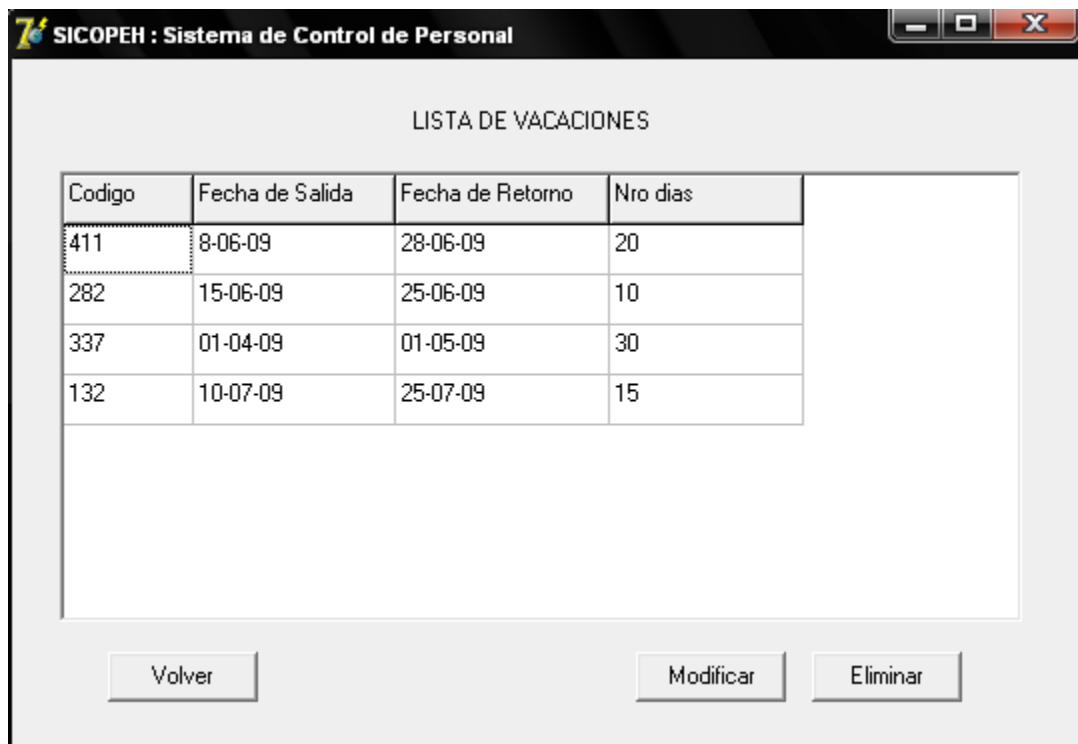 SICOPEH : Sistema de Control de Personal
LISTA DE VACACIONES
Codigo Fecha de Salida Fecha de Retorno Nro dias
411 8-06-09 28-06-09 20
282 15-06-09 25-06-09 10
337 01-04-09 01-05-09 30
132 10-07-09 25-07-09 15
Volver Modificar Eliminar